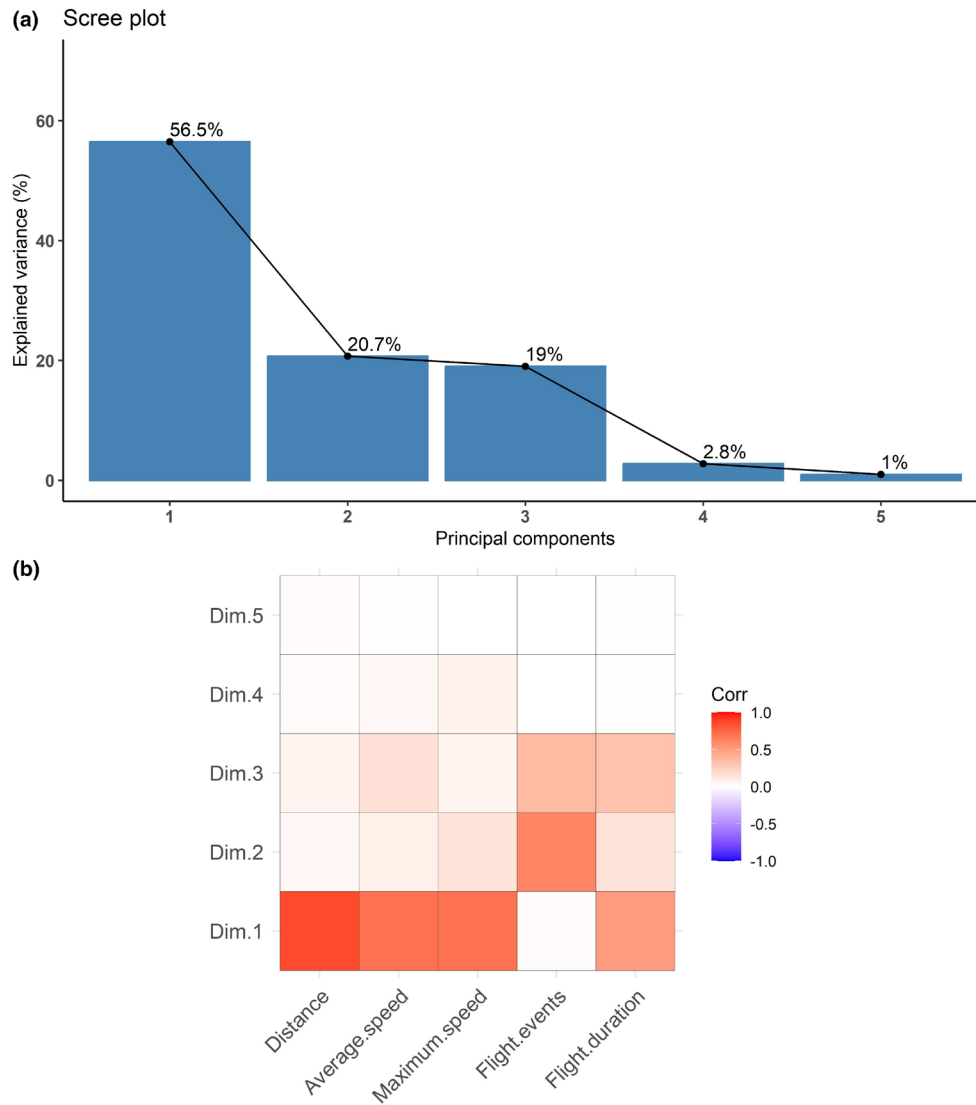 (a) Scree plot
Explained variance (%)
60
40
20
0
56.5%
20.7%
19%
2.8%
1%
1 2 3 4 5
Principal components
(b)
Dim.5
Dim.4
Dim.3
Dim.2
Dim.1
Distance
Average.speed
Maximum.speed
Flight.events
Flight.duration
Corr
1.0
0.5
0.0
-0.5
-1.0